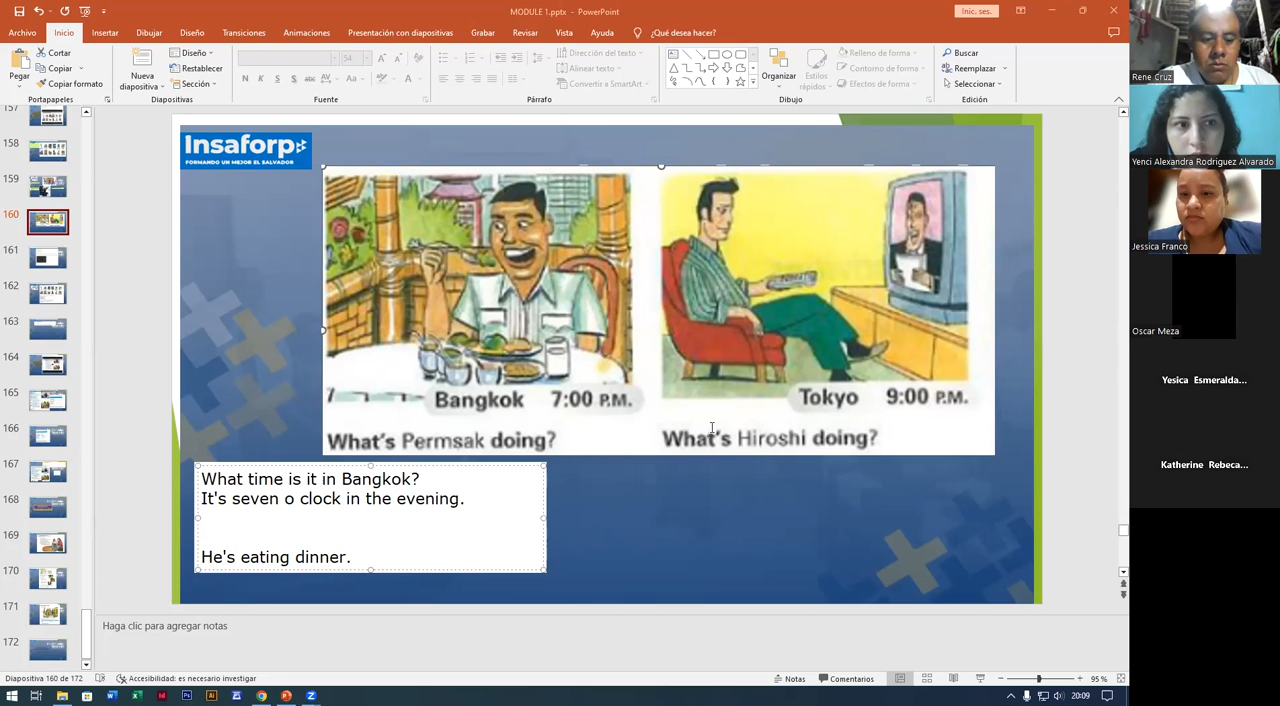 MODULE 1.pptx - PowerPoint
Inic. ses.
Archivo Inicio Insertar Dibujar Diseño Transiciones Animaciones Presentación con diapositivas Grabar Revisar Vista Ayuda ¿Qué desea hacer?
Pegar
Cortar
Copiar
Copiar formato
Portapapeles
Nueva diapositiva
Diseño
Restablecer
Sección
Diapositivas
54
N K S S abc AV Aa A
Fuente
Dirección del texto
Alinear texto
Convertir a SmartArt
Párrafo
Organizar
Estilos rápidos
Relleno de forma
Contorno de forma
Efectos de forma
Dibujo
Buscar
Reemplazar
Seleccionar
Edición
157
158
159
160
161
162
163
164
165
166
167
168
169
170
171
172
Insaforp
FORMANDO UN MEJOR EL SALVADOR
Bangkok 7:00 P.M.
What's Permsak doing?
Tokyo 9:00 P.M.
What's Hiroshi doing?
What time is it in Bangkok?
It's seven o clock in the evening.
He's eating dinner.
Haga clic para agregar notas
Diapositiva 160 de 172
Accesibilidad: es necesario investigar
Notas
Comentarios
95 %
20:09
Rene Cruz
Yenci Alexandra Rodriguez Alvarado
Jessica Franco
Oscar Meza
Yesica Esmeralda...
Katherine Rebeca...